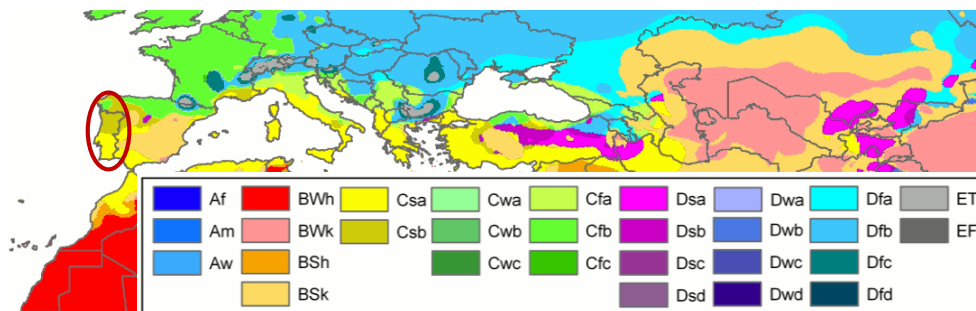 Af BWh Csa Cwa Cfa Dsa Dwa Dfa ET
Am BWk Csb Cwb Cfb Dsb Dwb Dfb EF
Aw BSh Cwc Cfc Dsc Dwc Dfc
BSk Dsd Dwd Dfd